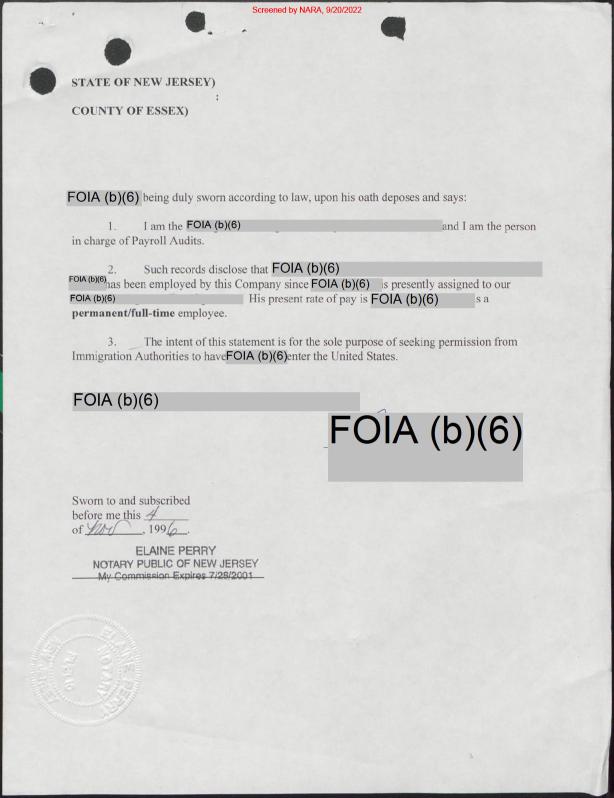 Screened by NARA, 9/20/2022
STATE OF NEW JERSEY)
:
COUNTY OF ESSEX)
FOIA (b)(6) being duly sworn according to law, upon his oath deposes and says:
1. I am the FOIA (b)(6) and I am the person
in charge of Payroll Audits.
2. Such records disclose that FOIA (b)(6)
FOIA (b)(6) has been employed by this Company since FOIA (b)(6) is presently assigned to our
FOIA (b)(6) His present rate of pay is FOIA (b)(6) s a
permanent/full-time employee.
3. The intent of this statement is for the sole purpose of seeking permission from
Immigration Authorities to have FOIA (b)(6) enter the United States.
FOIA (b)(6)
FOIA (b)(6)
Sworn to and subscribed
before me this 4
of Nov, 1996.
ELAINE PERRY
NOTARY PUBLIC OF NEW JERSEY
My Commission Expires 7/28/2001
ELAINE PERRY
NOTARY